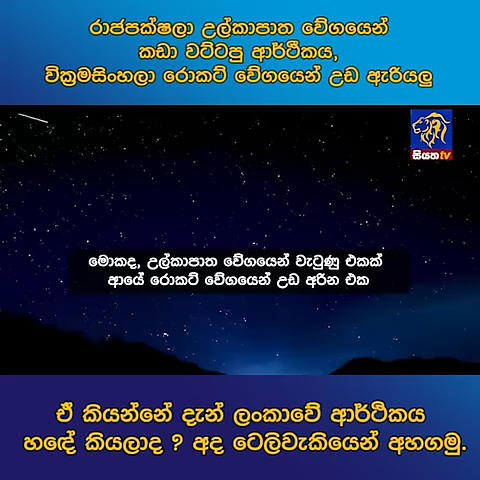 රාජපක්ෂලා උල්කාපාත වේගයෙන්
කඩා වට්ටපු ආර්ථිකය,
වික්‍රමසිංහලා රොකට් වේගයෙන් උඩ ඇරියලු
සියත tv
මොකද, උල්කාපාත වේගයෙන් වැටුණු එකක්
ආයේ රොකට් වේගයෙන් උඩ අරින එක
ඒ කියන්නේ දැන් ලංකාවේ ආර්ථිකය
හඳේ කියලාද ? අද ටෙලිවැකියෙන් අහගමු.